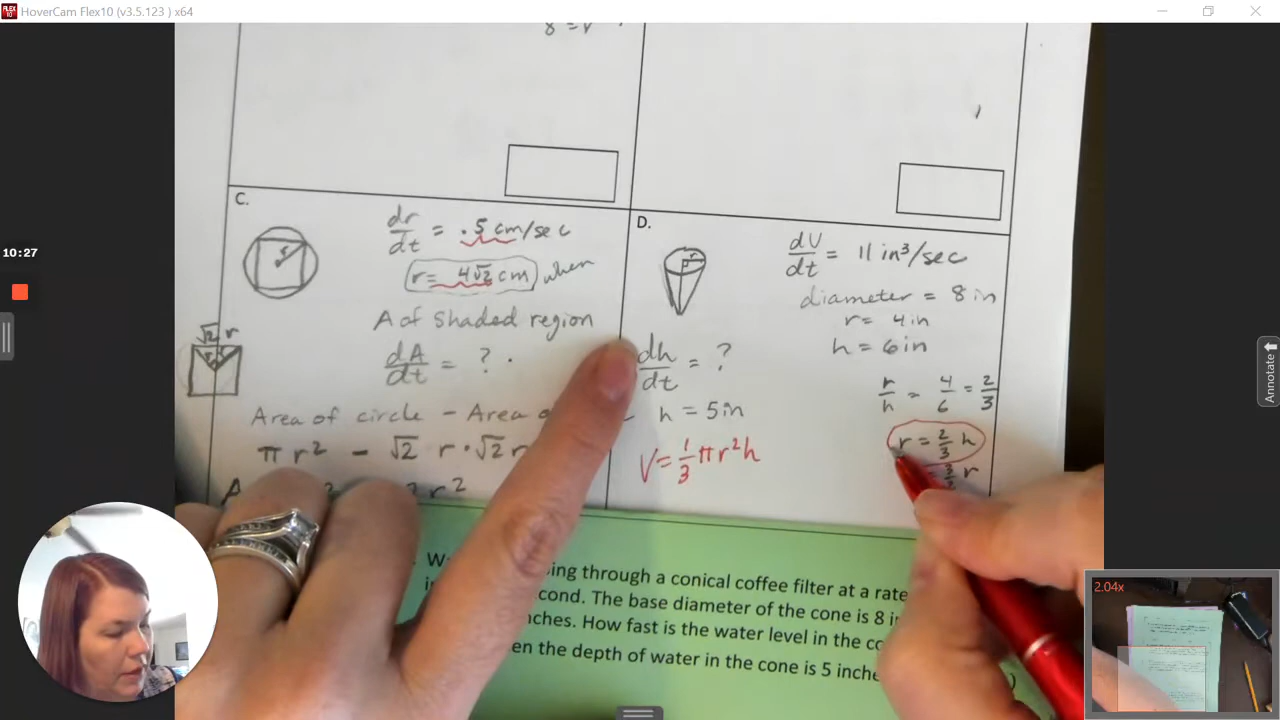 HoverCam Flex10 (v3.5.123 ) x64
10:27
C.
√2 r
r
dr/dt = .5 cm/sec
r = 4√2 cm when
A of shaded region
dA/dt = ? .
Area of circle - Area o
πr² - √2 r · √2 r
r²
D.
r
dV/dt = 11 in³/sec
diameter = 8 in
r = 4 in
h = 6 in
dh/dt = ?
h = 5 in
V = 1/3 πr²h
r/h = 4/6 = 2/3
r = 2/3 h
r
ing through a conical coffee filter at a rate
cond. The base diameter of the cone is 8 i
nches. How fast is the water level in the co
en the depth of water in the cone is 5 inche
)
Annotate
2.04x